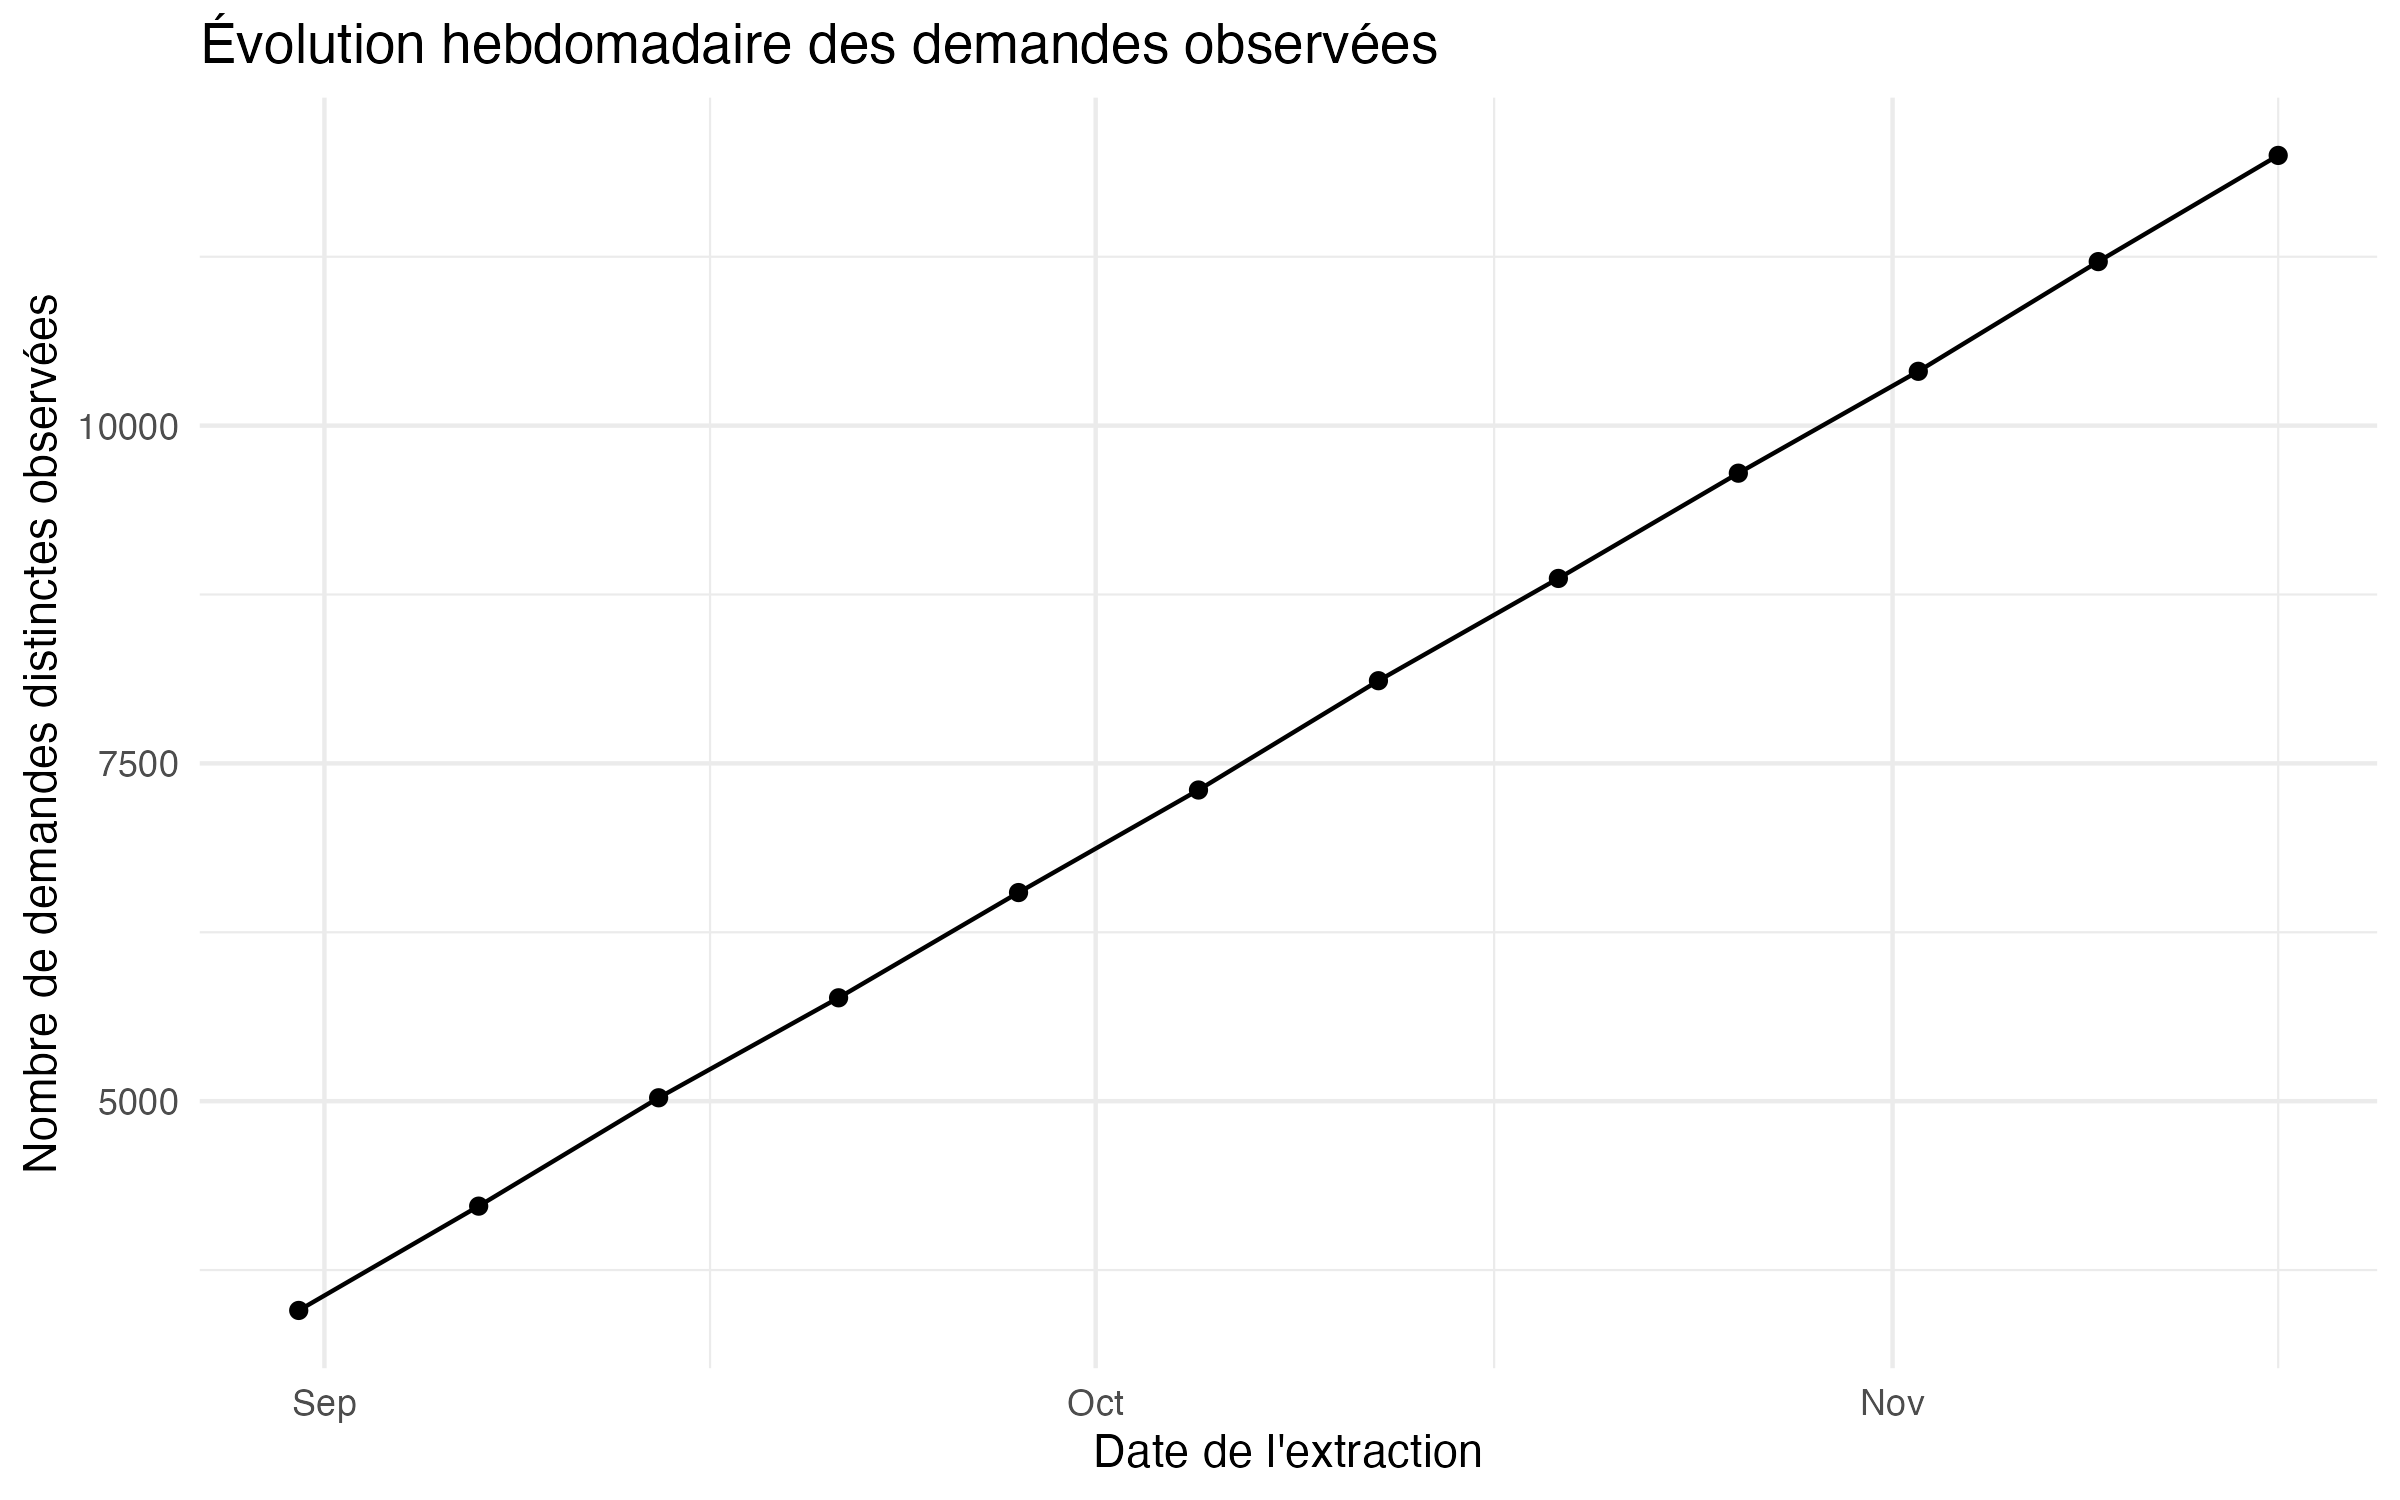 Évolution hebdomadaire des demandes observées
Nombre de demandes distinctes observées
10000
7500
5000
Sep
Oct
Nov
Date de l'extraction